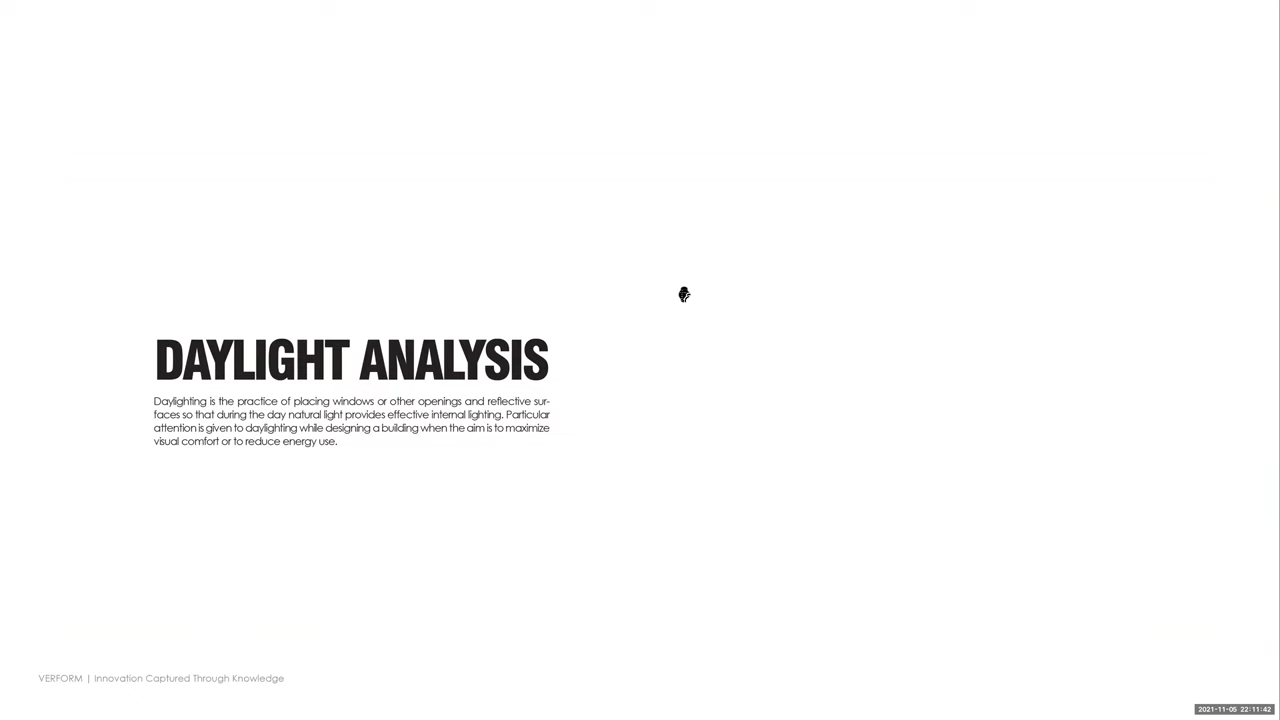 DAYLIGHT ANALYSIS
Daylighting is the practice of placing windows or other openings and reflective sur-
faces so that during the day natural light provides effective internal lighting. Particular
attention is given to daylighting while designing a building when the aim is to maximize
visual comfort or to reduce energy use.
VERFORM | Innovation Captured Through Knowledge
2021-11-05 22:11:42